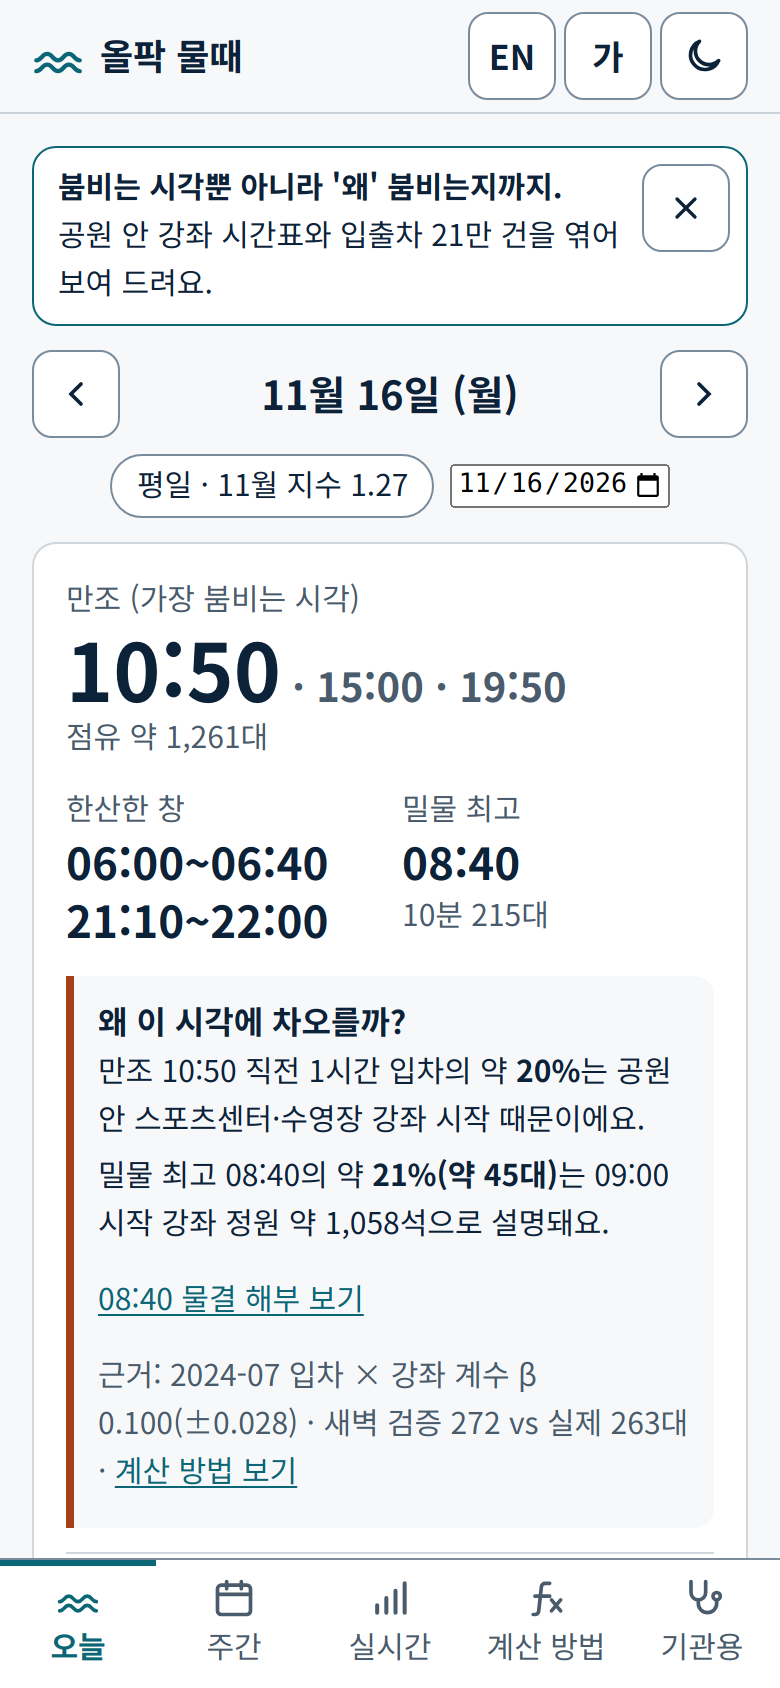 올팍 물때
EN
가
붐비는 시각뿐 아니라 '왜' 붐비는지까지.
공원 안 강좌 시간표와 입출차 21만 건을 엮어
보여 드려요.
11월 16일 (월)
평일 · 11월 지수 1.27
11/16/2026
만조 (가장 붐비는 시각)
10:50 · 15:00 · 19:50
점유 약 1,261대
한산한 창
06:00~06:40
21:10~22:00
밀물 최고
08:40
10분 215대
왜 이 시각에 차오를까?
만조 10:50 직전 1시간 입차의 약 20%는 공원
안 스포츠센터·수영장 강좌 시작 때문이에요.
밀물 최고 08:40의 약 21%(약 45대)는 09:00
시작 강좌 정원 약 1,058석으로 설명돼요.
08:40 물결 해부 보기
근거: 2024-07 입차 × 강좌 계수 β
0.100(±0.028) · 새벽 검증 272 vs 실제 263대
· 계산 방법 보기
오늘
주간
실시간
계산 방법
기관용